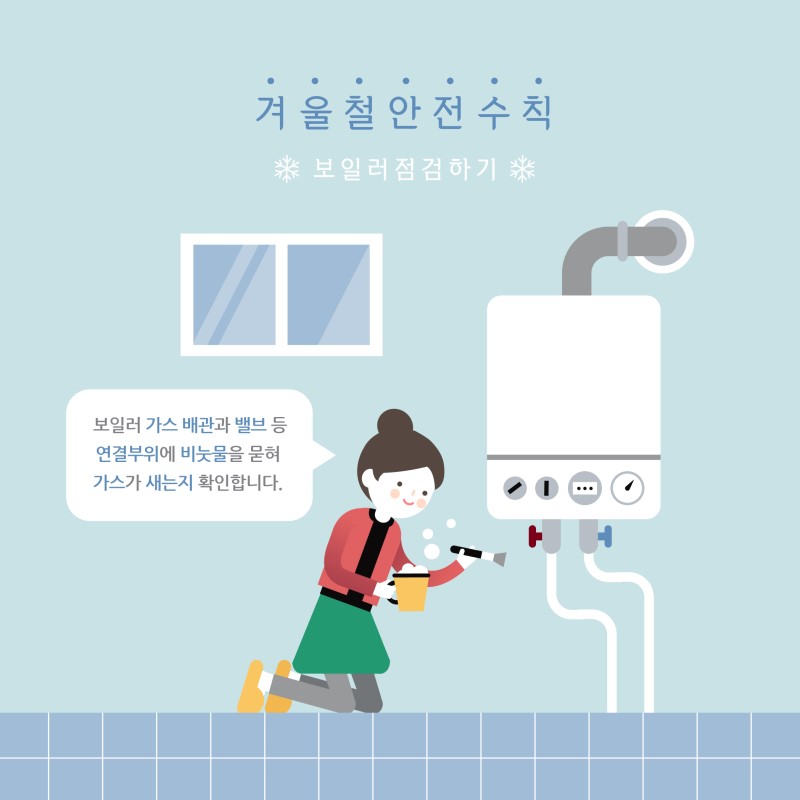 겨울철안전수칙
보일러점검하기
보일러 가스 배관과 밸브 등
연결부위에 비눗물을 묻혀
가스가 새는지 확인합니다.